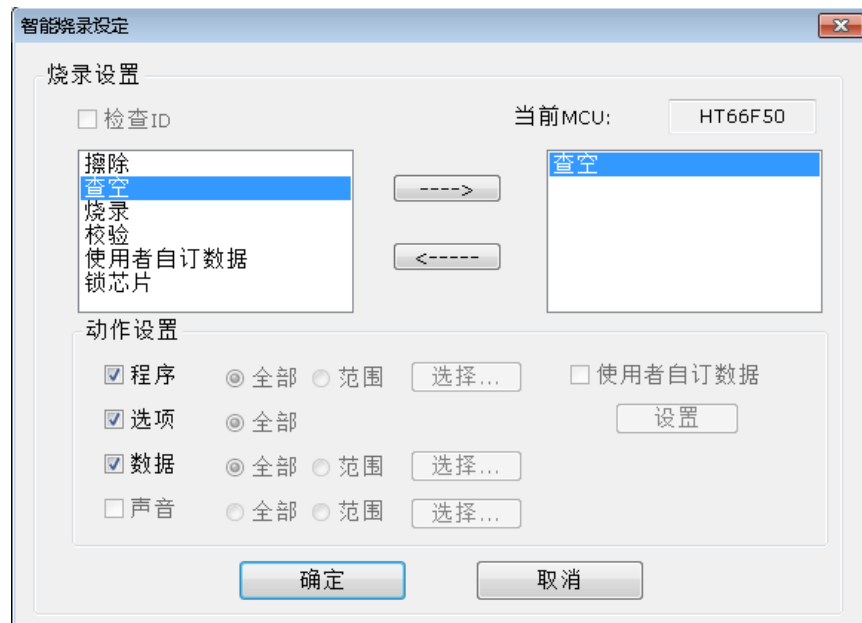 智能烧录设定
烧录设置
检查ID
当前MCU:
HT66F50
擦除
查空
烧录
校验
使用者自订数据
锁芯片
---->
<-----
查空
动作设置
程序 全部 范围 选择... 使用者自订数据
选项 全部 设置
数据 全部 范围 选择...
声音 全部 范围 选择...
确定 取消